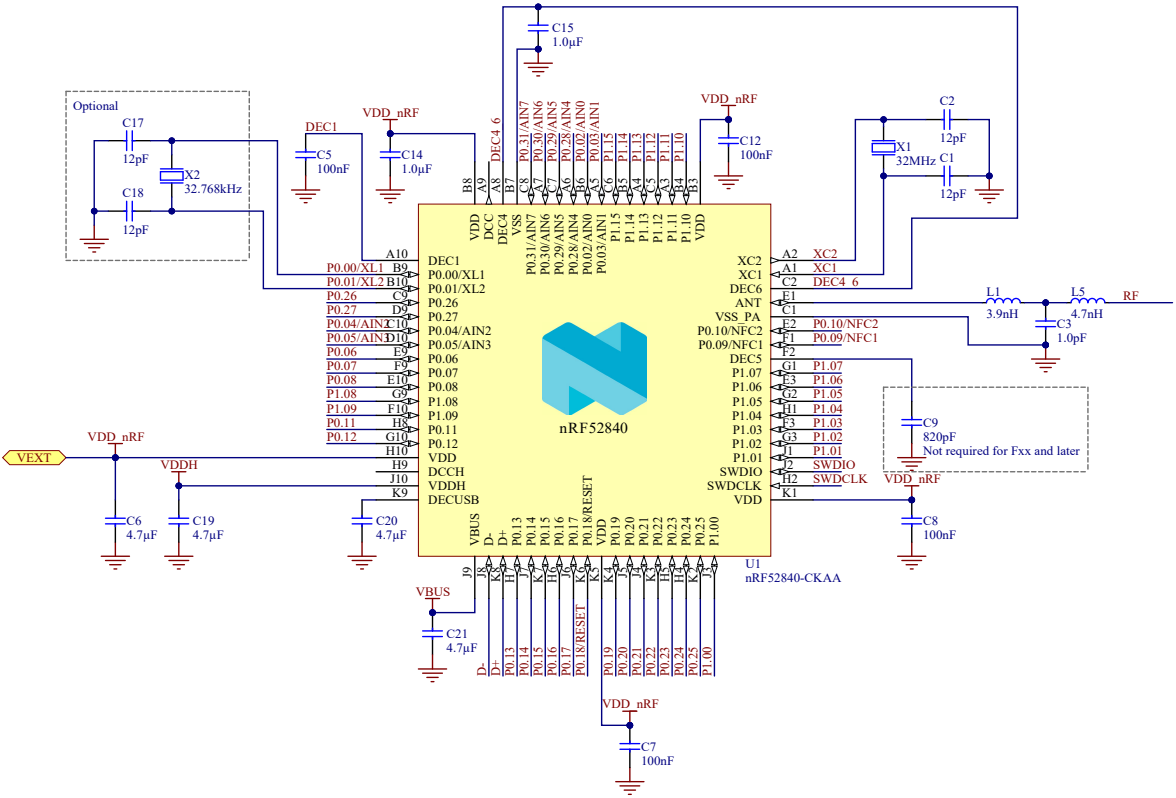 C15
1.0µF
Optional
C17
12pF
X2
32.768kHz
C18
12pF
DEC1
C5
100nF
VDD_nRF
C14
1.0µF
DEC4_6
P0.31/AIN7
P0.30/AIN6
P0.29/AIN5
P0.28/AIN4
P0.02/AIN0
P0.03/AIN1
P1.15
P1.14
P1.13
P1.12
P1.11
P1.10
VDD_nRF
C12
100nF
C2
12pF
X1
32MHz
C1
12pF
B8
A9
A8
B7
C8
A7
C7
A6
B6
A5
C6
B5
A4
C5
A3
B4
B3
VDD
DCC
DEC4
VSS
P0.31/AIN7
P0.30/AIN6
P0.29/AIN5
P0.28/AIN4
P0.02/AIN0
P0.03/AIN1
P1.15
P1.14
P1.13
P1.12
P1.11
P1.10
VDD
A10 DEC1
P0.00/XL1 B9 P0.00/XL1
P0.01/XL2 B10 P0.01/XL2
P0.26 C9 P0.26
P0.27 D9 P0.27
P0.04/AIN2 C10 P0.04/AIN2
P0.05/AIN3 D10 P0.05/AIN3
P0.06 E9 P0.06
P0.07 F9 P0.07
P0.08 E10 P0.08
P1.08 G9 P1.08
P1.09 F10 P1.09
P0.11 H8 P0.11
P0.12 G10 P0.12
H10 VDD
H9 DCCH
J10 VDDH
K9 DECUSB
nRF52840
XC2 A2 XC2
XC1 A1 XC1
DEC6 C2 DEC4_6
ANT E1
VSS_PA C1
P0.10/NFC2 E2 P0.10/NFC2
P0.09/NFC1 F1 P0.09/NFC1
DEC5 F2
P1.07 G1 P1.07
P1.06 E3 P1.06
P1.05 G2 P1.05
P1.04 H1 P1.04
P1.03 F3 P1.03
P1.02 G3 P1.02
P1.01 J1 P1.01
SWDIO J2 SWDIO
SWDCLK H2 SWDCLK
VDD K1
L1
3.9nH
L5
4.7nH
RF
C3
1.0pF
C9
820pF
Not required for Fxx and later
VDD_nRF
C8
100nF
VEXT
VDD_nRF
VDDH
C6
4.7µF
C19
4.7µF
C20
4.7µF
VBUS
D-
D+
P0.13
P0.14
P0.15
P0.16
P0.17
P0.18/RESET
VDD
P0.19
P0.20
P0.21
P0.22
P0.23
P0.24
P0.25
P1.00
U1
nRF52840-CKAA
J9
J8
K8
H7
J7
K7
H6
J6
K6
K5
K4
J5
J4
K3
H5
H4
K2
J3
VBUS
C21
4.7µF
D-
D+
P0.13
P0.14
P0.15
P0.16
P0.17
P0.18/RESET
P0.19
P0.20
P0.21
P0.22
P0.23
P0.24
P0.25
P1.00
VDD_nRF
C7
100nF